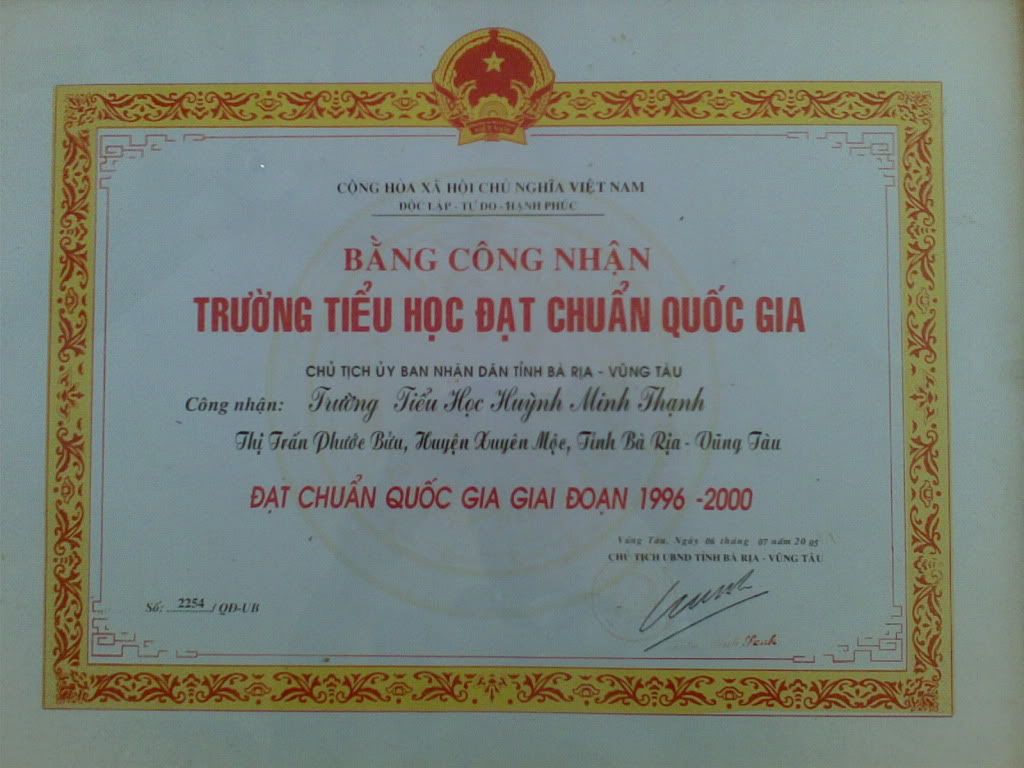 CỘNG HÒA XÃ HỘI CHỦ NGHĨA VIỆT NAM
ĐỘC LẬP - TỰ DO - HẠNH PHÚC
BẰNG CÔNG NHẬN
TRƯỜNG TIỂU HỌC ĐẠT CHUẨN QUỐC GIA
CHỦ TỊCH ỦY BAN NHÂN DÂN TỈNH BÀ RỊA - VŨNG TÀU
Công nhận: Trường Tiểu Học Huỳnh Minh Thạnh
Thị Trấn Phước Bửu, Huyện Xuyên Mộc, Tỉnh Bà Rịa - Vũng Tàu
ĐẠT CHUẨN QUỐC GIA GIAI ĐOẠN 1996 -2000
Vũng Tàu, Ngày 06 tháng 07 năm 2005
CHỦ TỊCH UBND TỈNH BÀ RỊA - VŨNG TÀU
Số: 2254 / QĐ-UB